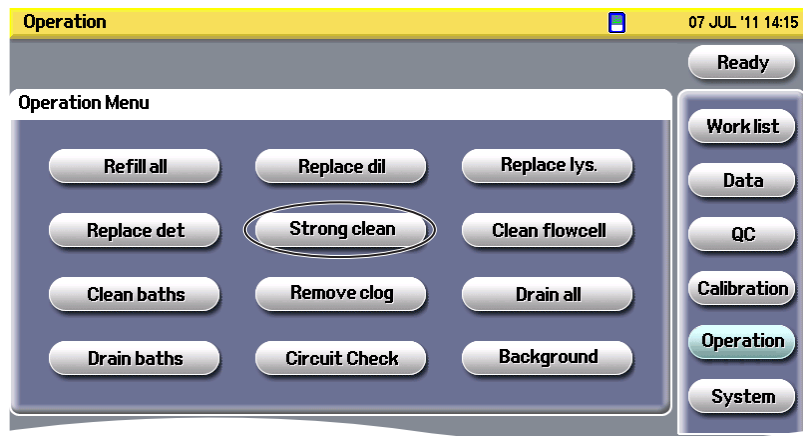 Operation 07 JUL '11 14:15
Ready
Operation Menu
Work list
Refill all Replace dil Replace lys.
Data
Replace det Strong clean Clean flowcell
QC
Clean baths Remove clog Drain all
Calibration
Drain baths Circuit Check Background
Operation
System